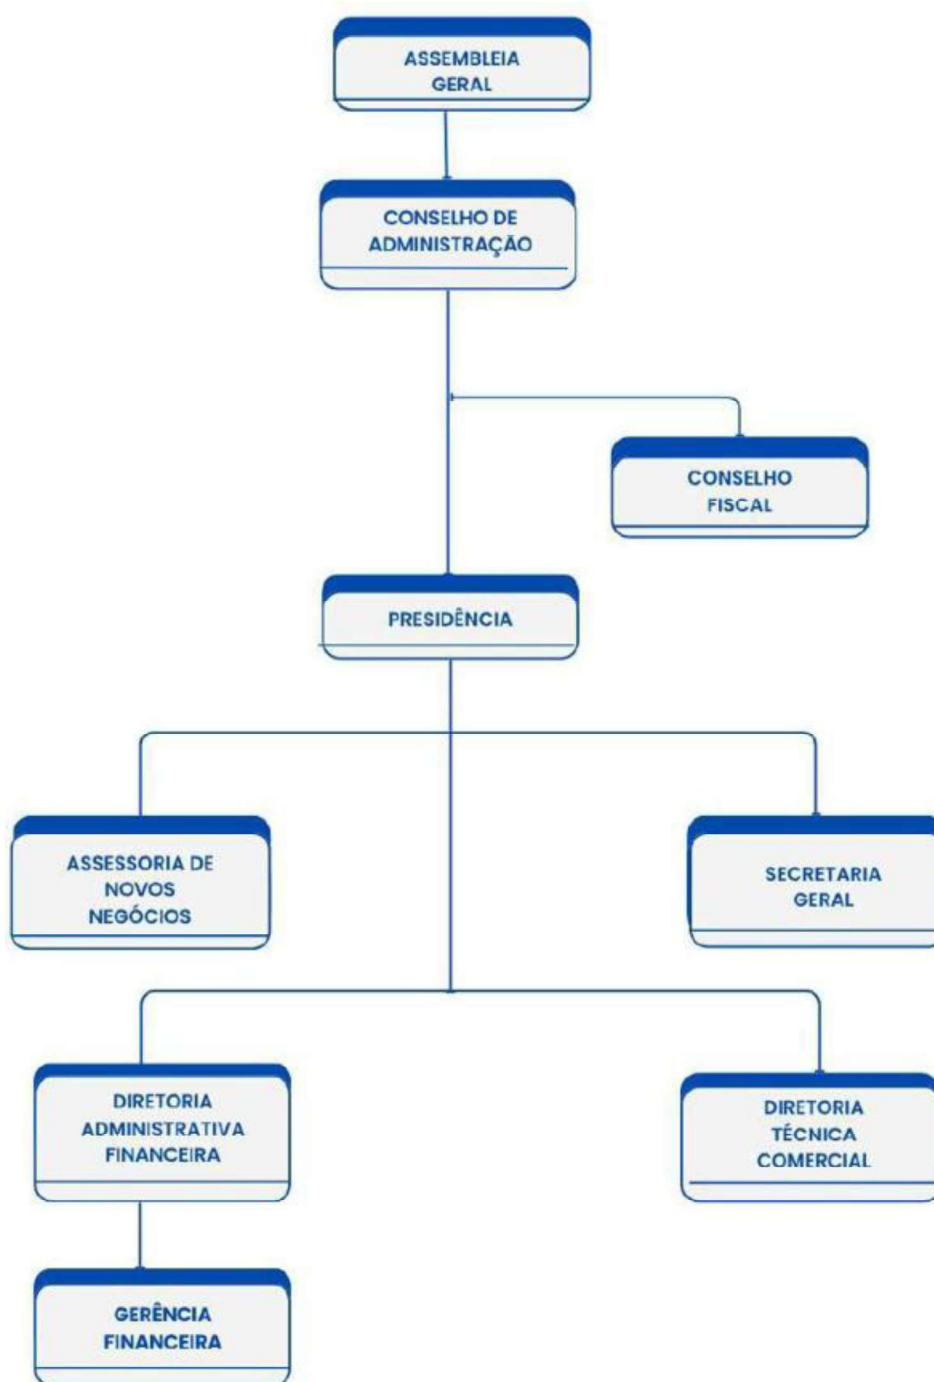 ASSEMBLEIA
GERAL
CONSELHO DE
ADMINISTRAÇÃO
CONSELHO
FISCAL
PRESIDÊNCIA
ASSESSORIA DE
NOVOS
NEGÓCIOS
SECRETARIA
GERAL
DIRETORIA
ADMINISTRATIVA
FINANCEIRA
DIRETORIA
TÉCNICA
COMERCIAL
GERÊNCIA
FINANCEIRA